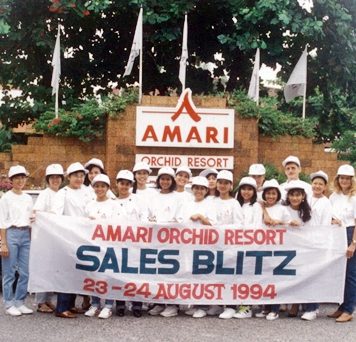 AMARI
ORCHID RESORT
AMARI ORCHID RESORT
SALES BLITZ
23 - 24 AUGUST 1994